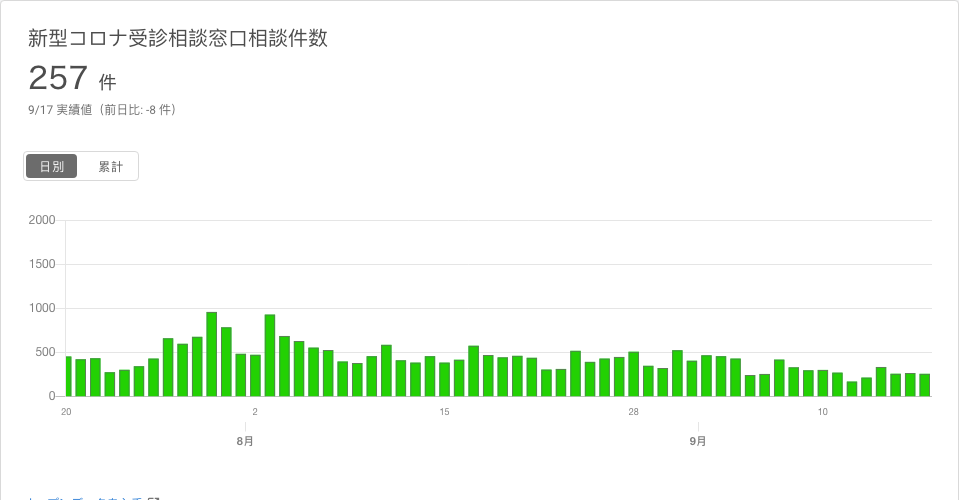 新型コロナ受診相談窓口相談件数
257 件
9/17 実績値（前日比: -8 件）
日別 累計
2000
1500
1000
500
0
20 2 15 28 10
8月 9月